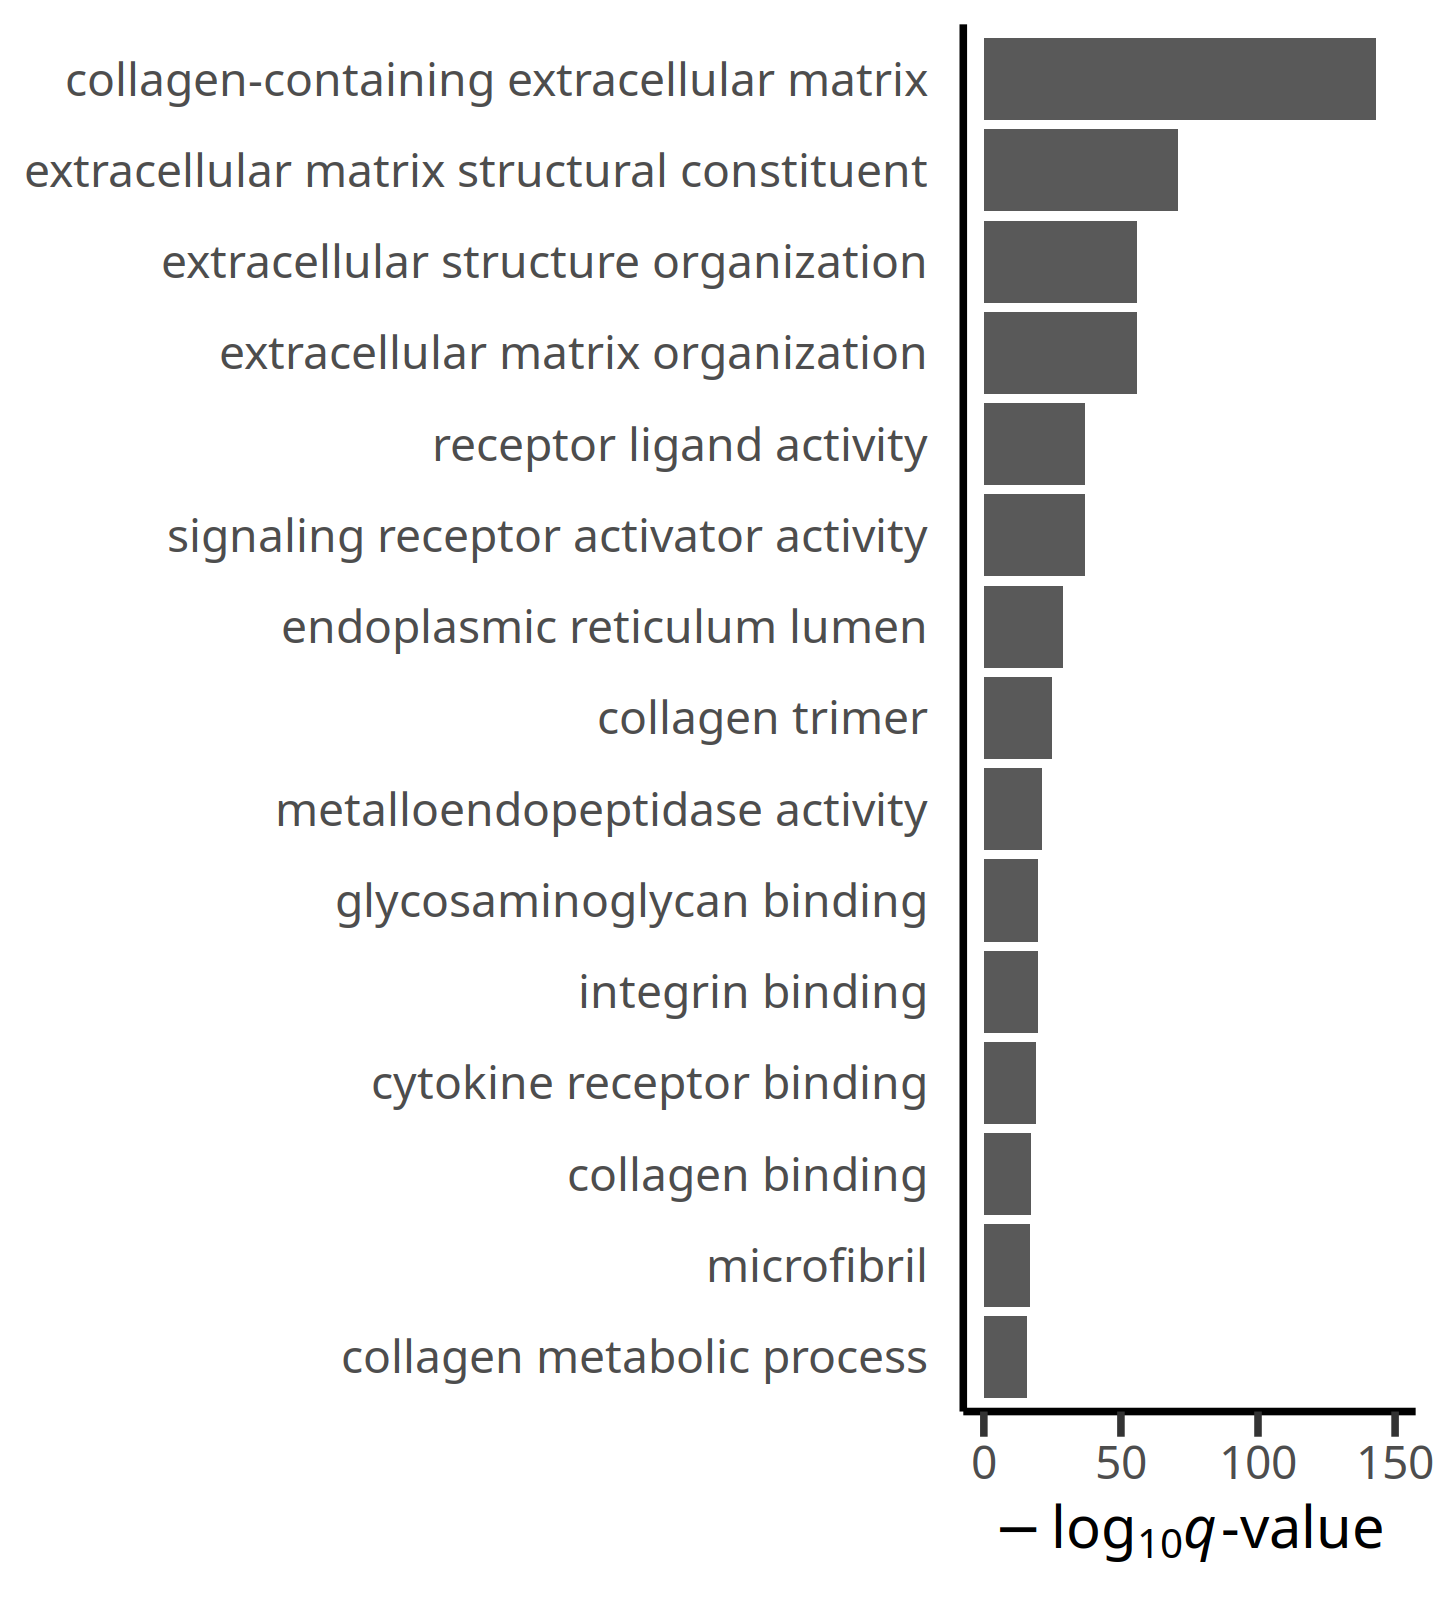 collagen-containing extracellular matrix
extracellular matrix structural constituent
extracellular structure organization
extracellular matrix organization
receptor ligand activity
signaling receptor activator activity
endoplasmic reticulum lumen
collagen trimer
metalloendopeptidase activity
glycosaminoglycan binding
integrin binding
cytokine receptor binding
collagen binding
microfibril
collagen metabolic process
0 50 100 150
− log₁₀q-value